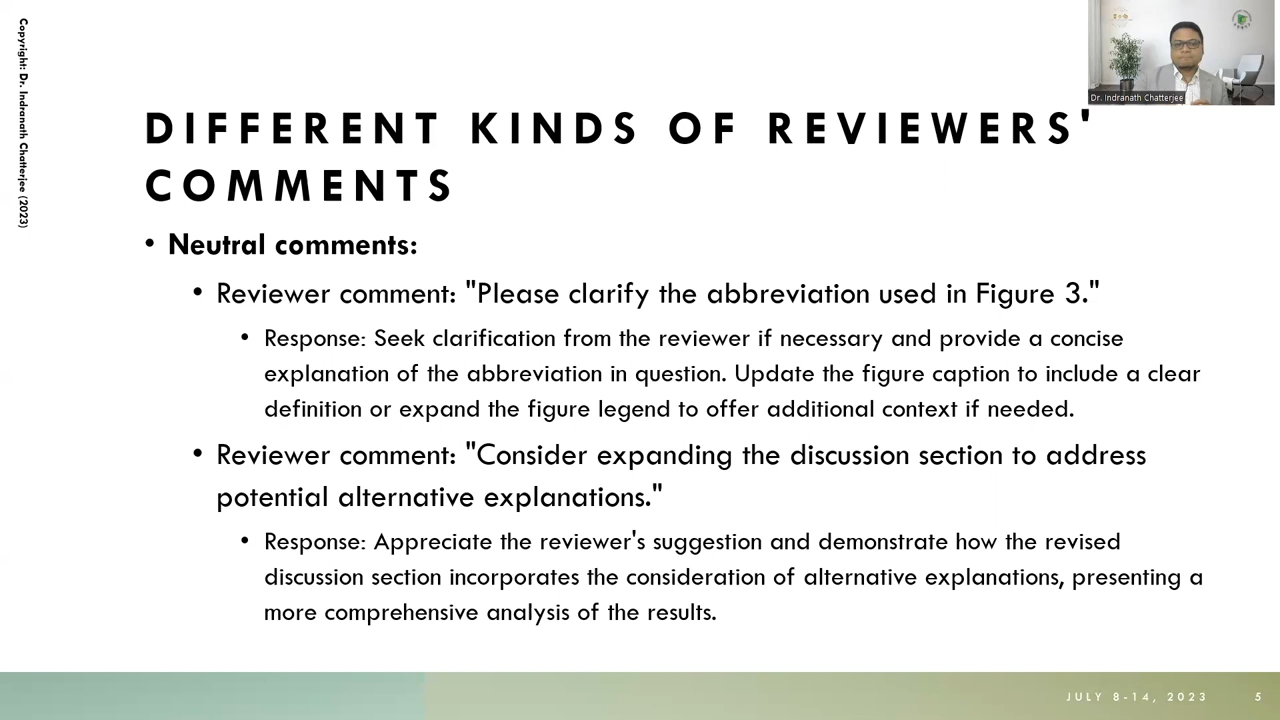 Copyright: Dr. Indranath Chatterjee (2023)
Dr. Indranath Chatterjee
DIFFERENT KINDS OF REVIEWERS'
COMMENTS
• Neutral comments:
• Reviewer comment: "Please clarify the abbreviation used in Figure 3."
• Response: Seek clarification from the reviewer if necessary and provide a concise
explanation of the abbreviation in question. Update the figure caption to include a clear
definition or expand the figure legend to offer additional context if needed.
• Reviewer comment: "Consider expanding the discussion section to address
potential alternative explanations."
• Response: Appreciate the reviewer's suggestion and demonstrate how the revised
discussion section incorporates the consideration of alternative explanations, presenting a
more comprehensive analysis of the results.
JULY 8-14, 2023 5